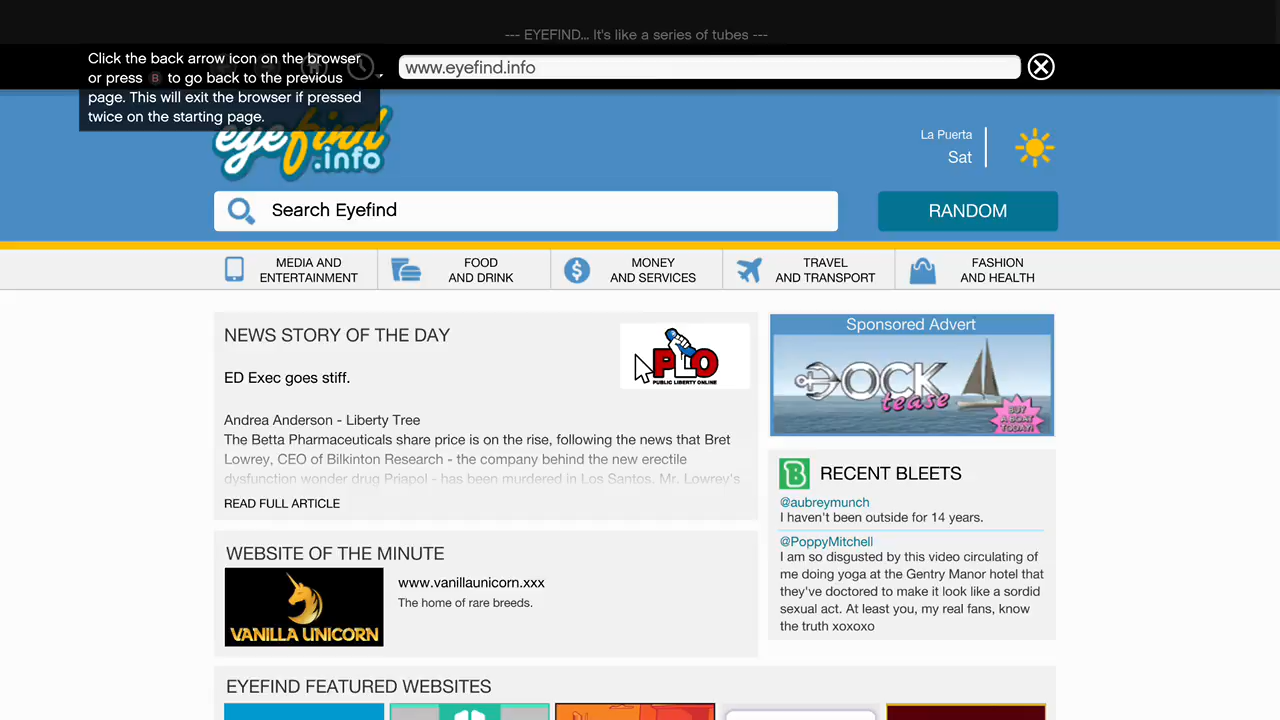 --- EYEFIND... It's like a series of tubes ---
Click the back arrow icon on the browser
or press B to go back to the previous
page. This will exit the browser if pressed
twice on the starting page.
www.eyefind.info
eyefind
.info
La Puerta
Sat
Search Eyefind
RANDOM
MEDIA AND
ENTERTAINMENT
FOOD
AND DRINK
MONEY
AND SERVICES
TRAVEL
AND TRANSPORT
FASHION
AND HEALTH
NEWS STORY OF THE DAY
PLO
PUBLIC LIBERTY ONLINE
ED Exec goes stiff.
Andrea Anderson - Liberty Tree
The Betta Pharmaceuticals share price is on the rise, following the news that Bret
Lowrey, CEO of Bilkinton Research - the company behind the new erectile
dysfunction wonder drug Priapol - has been murdered in Los Santos. Mr. Lowrey's
READ FULL ARTICLE
Sponsored Advert
DOCK
tease
BUY
A BOAT
TODAY!
RECENT BLEETS
@aubreymunch
I haven't been outside for 14 years.
@PoppyMitchell
I am so disgusted by this video circulating of
me doing yoga at the Gentry Manor hotel that
they've doctored to make it look like a sordid
sexual act. At least you, my real fans, know
the truth xoxoxo
WEBSITE OF THE MINUTE
VANILLA UNICORN
www.vanillaunicorn.xxx
The home of rare breeds.
EYEFIND FEATURED WEBSITES